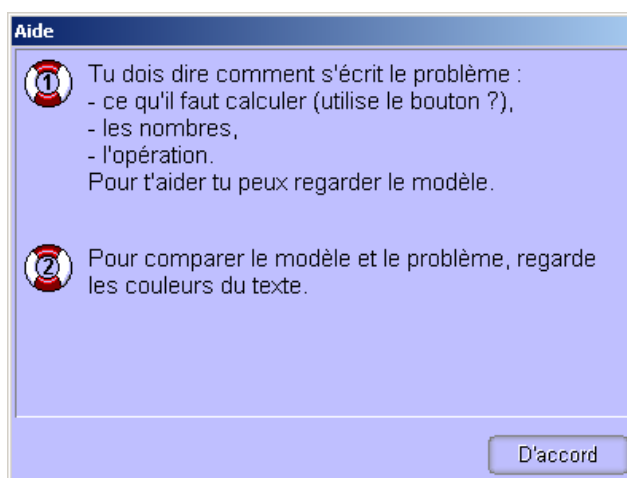 Aide
1 Tu dois dire comment s'écrit le problème :
- ce qu'il faut calculer (utilise le bouton ?),
- les nombres,
- l'opération.
Pour t'aider tu peux regarder le modèle.
2 Pour comparer le modèle et le problème, regarde
les couleurs du texte.
D'accord